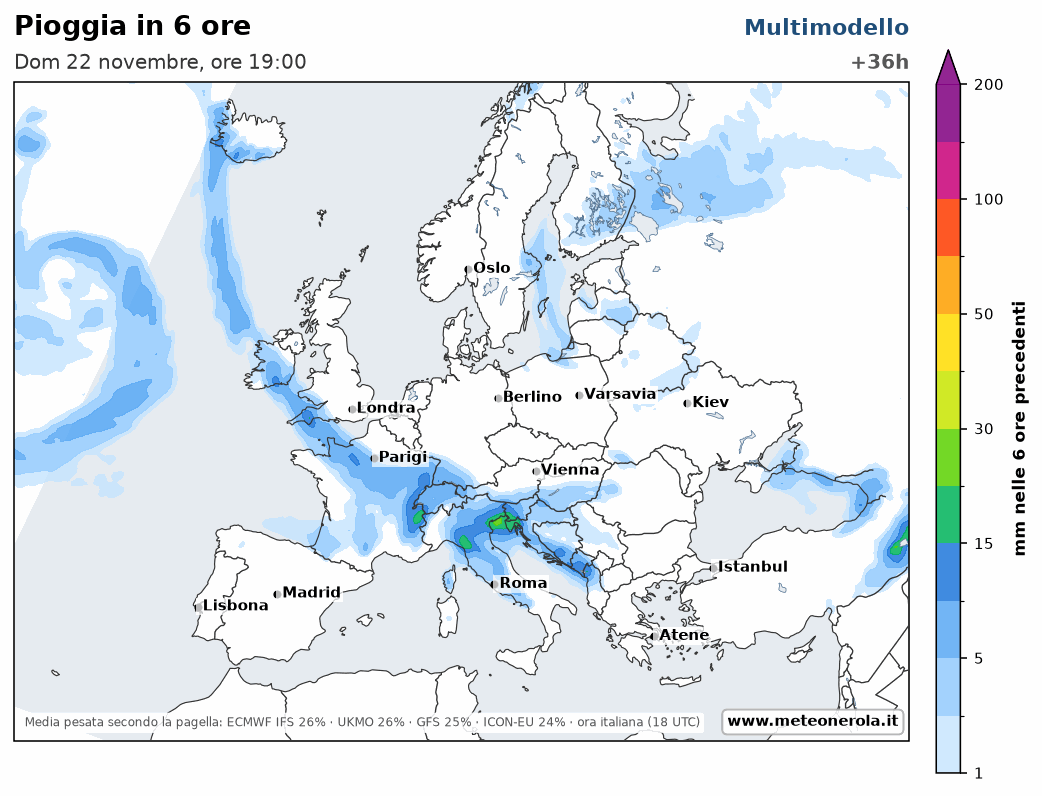 Pioggia in 6 ore
Multimodello
Dom 22 novembre, ore 19:00
+36h
200
100
50
30
15
5
1
mm nelle 6 ore precedenti
Oslo
Berlino
Varsavia
Kiev
Londra
Parigi
Vienna
Istanbul
Roma
Madrid
Lisbona
Atene
Media pesata secondo la pagella: ECMWF IFS 26% · UKMO 26% · GFS 25% · ICON-EU 24% · ora italiana (18 UTC)
www.meteonerola.it